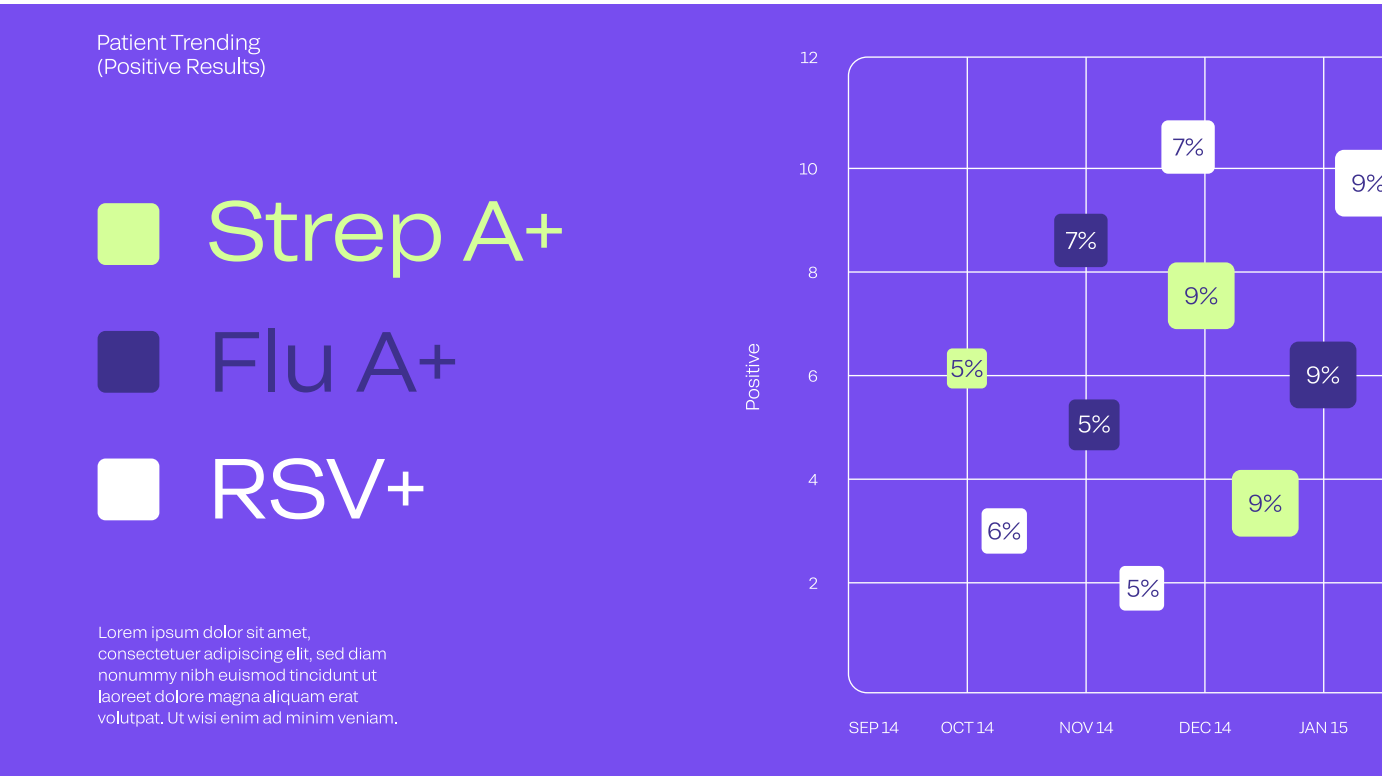 Patient Trending
(Positive Results)
Strep A+
Flu A+
RSV+
Lorem ipsum dolor sit amet,
consectetuer adipiscing elit, sed diam
nonummy nibh euismod tincidunt ut
laoreet dolore magna aliquam erat
volutpat. Ut wisi enim ad minim veniam.
Positive
12
10
8
6
4
2
7%
9%
7%
9%
5%
9%
5%
9%
6%
5%
SEP 14
OCT 14
NOV 14
DEC 14
JAN 15